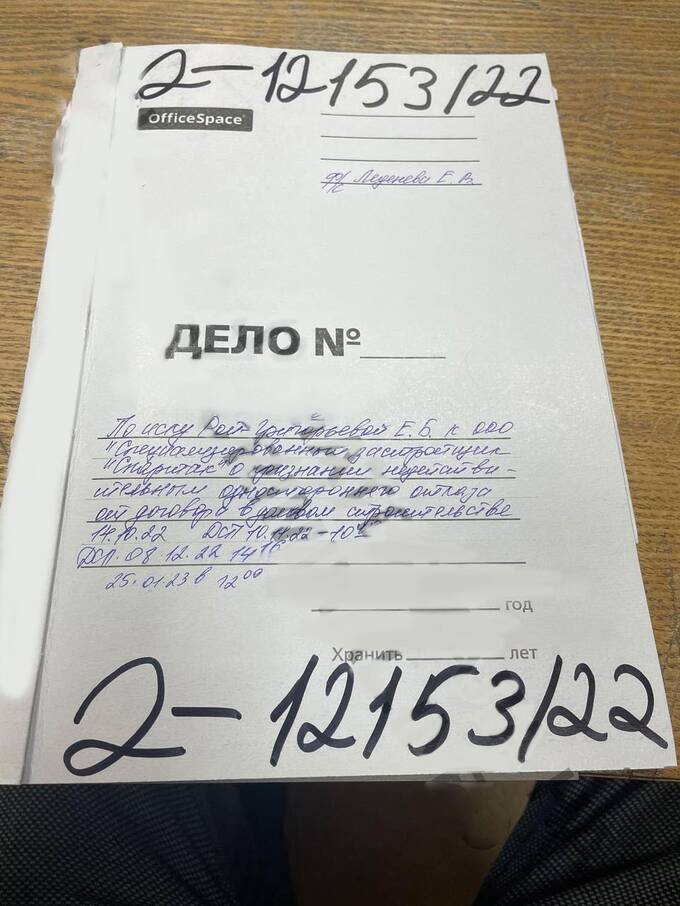 2-12153/22
OfficeSpace
ф/с Леденева Е. В.
ДЕЛО №
По иску Григорьевой Е.Б. к ООО
"Специализированный застройщик
"Спартак" о признании недействи-
тельным одностороннего отказа
от договора в долевом строительстве
14.10.22 ДСП 10.11.22 - 10
ДСП. 08.12.22 14
25.01.23 в 12 00
год
Хранить лет
2-12153/22